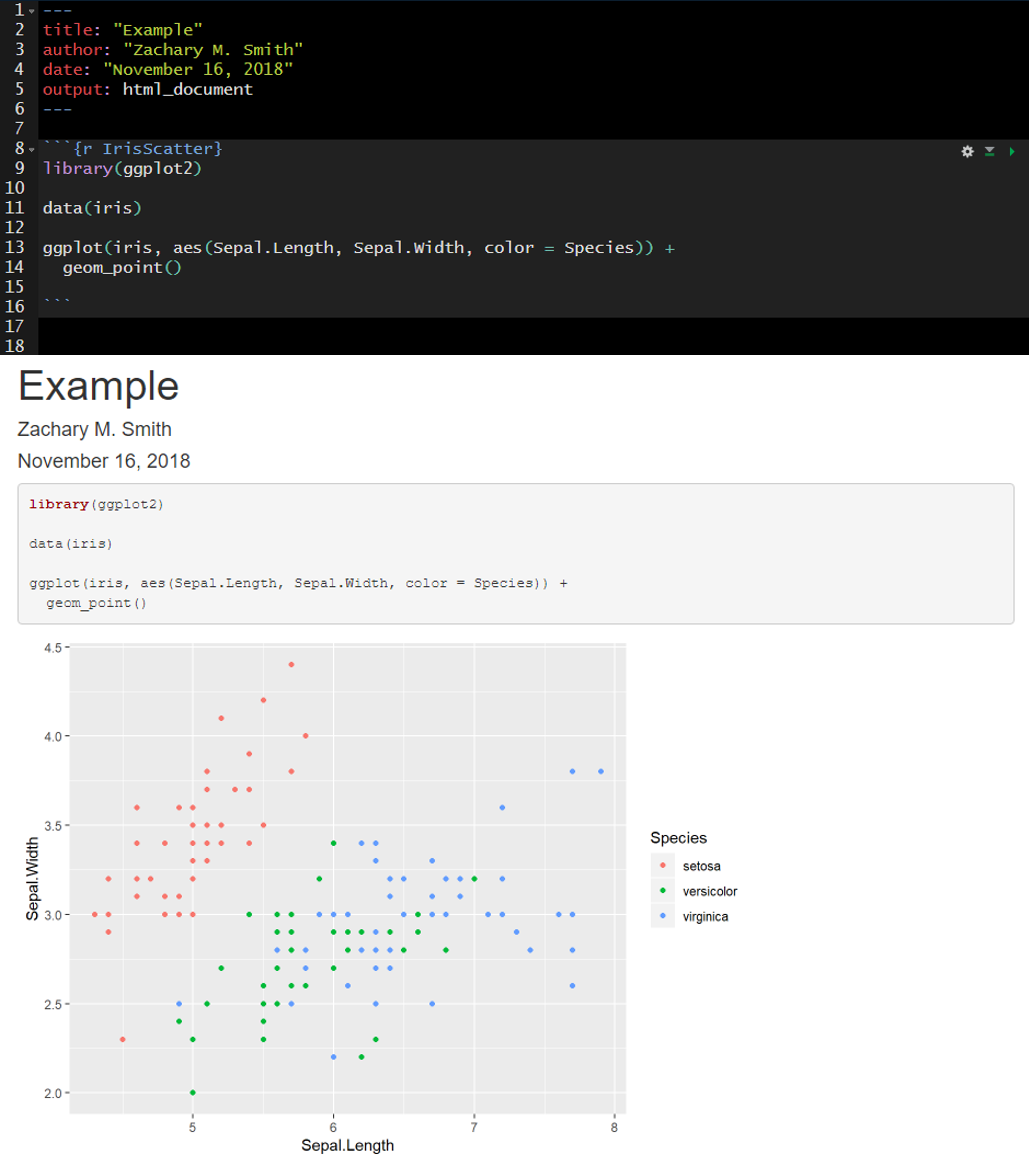 1 ---
2 title: "Example"
3 author: "Zachary M. Smith"
4 date: "November 16, 2018"
5 output: html_document
6 ---
7
8 ```{r IrisScatter}
9 library(ggplot2)
10
11 data(iris)
12
13 ggplot(iris, aes(Sepal.Length, Sepal.Width, color = Species)) +
14   geom_point()
15
16 ```
17
18
Example
Zachary M. Smith
November 16, 2018
library(ggplot2)
data(iris)
ggplot(iris, aes(Sepal.Length, Sepal.Width, color = Species)) +
  geom_point()
4.5
4.0
3.5
3.0
2.5
2.0
Sepal.Width
5 6 7 8
Sepal.Length
Species
setosa
versicolor
virginica